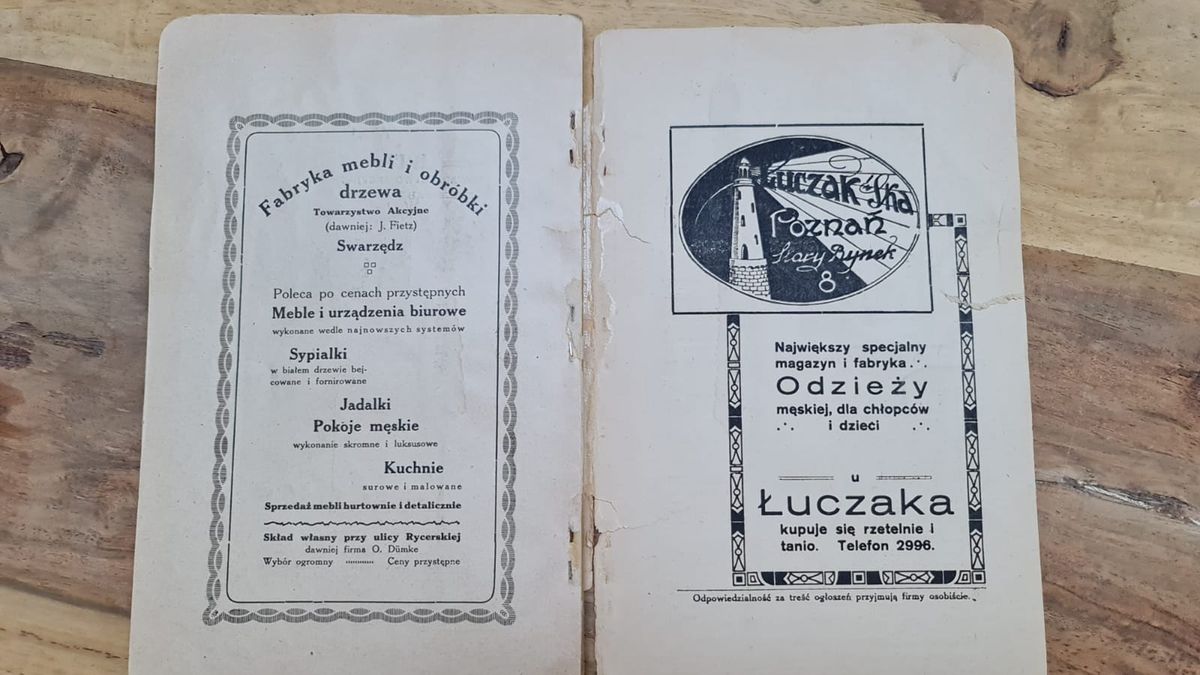 Fabryka mebli i obróbki
drzewa
Towarzystwo Akcyjne
(dawniej: J. Fietz)
Swarzędz
Poleca po cenach przystępnych
Meble i urządzenia biurowe
wykonane wedle najnowszych systemów
Sypialki
w białem drzewie bej-
cowane i fornirowane
Jadalki
Pokoje męskie
wykonanie skromne i luksusowe
Kuchnie
surowe i malowane
Sprzedaż mebli hurtownie i detalicznie
Skład własny przy ulicy Rycerskiej
dawniej firma O. Dümke
Wybór ogromny Ceny przystępne
Łuczak i Ska
Poznań
Stary Rynek
8
Największy specjalny
magazyn i fabryka
Odzieży
męskiej, dla chłopców
i dzieci
u
Łuczaka
kupuje się rzetelnie i
tanio. Telefon 2996.
Odpowiedzialność za treść ogłoszeń przyjmują firmy osobiście.